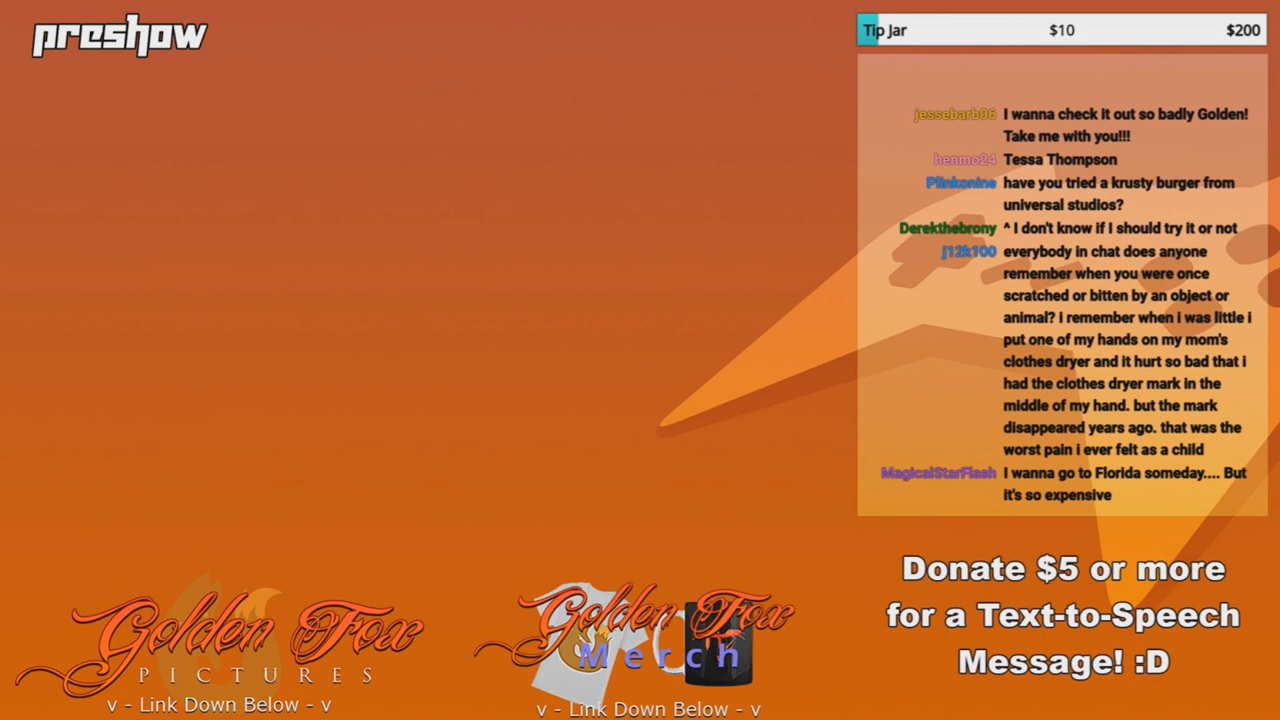 preshow
Tip Jar $10 $200
jessebarb06 I wanna check it out so badly Golden!
Take me with you!!!
henmo24 Tessa Thompson
Plinkonine have you tried a krusty burger from
universal studios?
Derekthebrony ^ I don't know if I should try it or not
j12k100 everybody in chat does anyone
remember when you were once
scratched or bitten by an object or
animal? i remember when i was little i
put one of my hands on my mom's
clothes dryer and it hurt so bad that i
had the clothes dryer mark in the
middle of my hand. but the mark
disappeared years ago. that was the
worst pain i ever felt as a child
MagicalStarFlash I wanna go to Florida someday.... But
it's so expensive
Donate $5 or more
for a Text-to-Speech
Message! :D
Golden Fox
PICTURES
v - Link Down Below - v
Golden Fox
Merch
v - Link Down Below - v